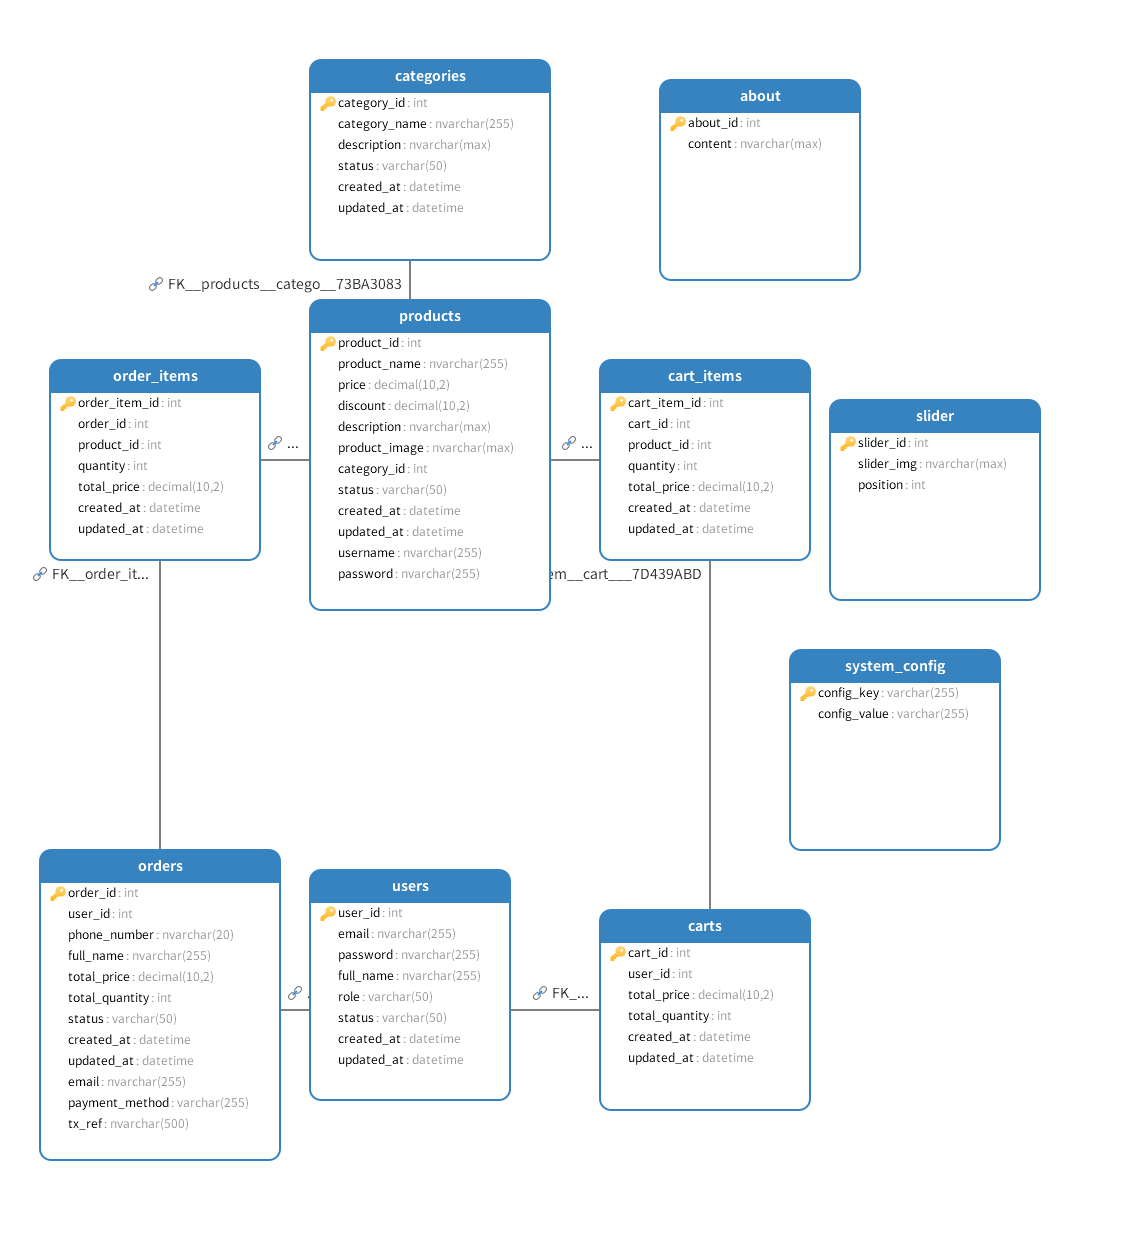 categories
category_id : int
category_name : nvarchar(255)
description : nvarchar(max)
status : varchar(50)
created_at : datetime
updated_at : datetime
about
about_id : int
content : nvarchar(max)
FK__products__catego__73BA3083
products
product_id : int
product_name : nvarchar(255)
price : decimal(10,2)
discount : decimal(10,2)
description : nvarchar(max)
product_image : nvarchar(max)
category_id : int
status : varchar(50)
created_at : datetime
updated_at : datetime
username : nvarchar(255)
password : nvarchar(255)
order_items
order_item_id : int
order_id : int
product_id : int
quantity : int
total_price : decimal(10,2)
created_at : datetime
updated_at : datetime
...
cart_items
cart_item_id : int
cart_id : int
product_id : int
quantity : int
total_price : decimal(10,2)
created_at : datetime
updated_at : datetime
...
slider
slider_id : int
slider_img : nvarchar(max)
position : int
FK__order_it...
em__cart___7D439ABD
system_config
config_key : varchar(255)
config_value : varchar(255)
orders
order_id : int
user_id : int
phone_number : nvarchar(20)
full_name : nvarchar(255)
total_price : decimal(10,2)
total_quantity : int
status : varchar(50)
created_at : datetime
updated_at : datetime
email : nvarchar(255)
payment_method : varchar(255)
tx_ref : nvarchar(500)
.
users
user_id : int
email : nvarchar(255)
password : nvarchar(255)
full_name : nvarchar(255)
role : varchar(50)
status : varchar(50)
created_at : datetime
updated_at : datetime
FK_...
carts
cart_id : int
user_id : int
total_price : decimal(10,2)
total_quantity : int
created_at : datetime
updated_at : datetime